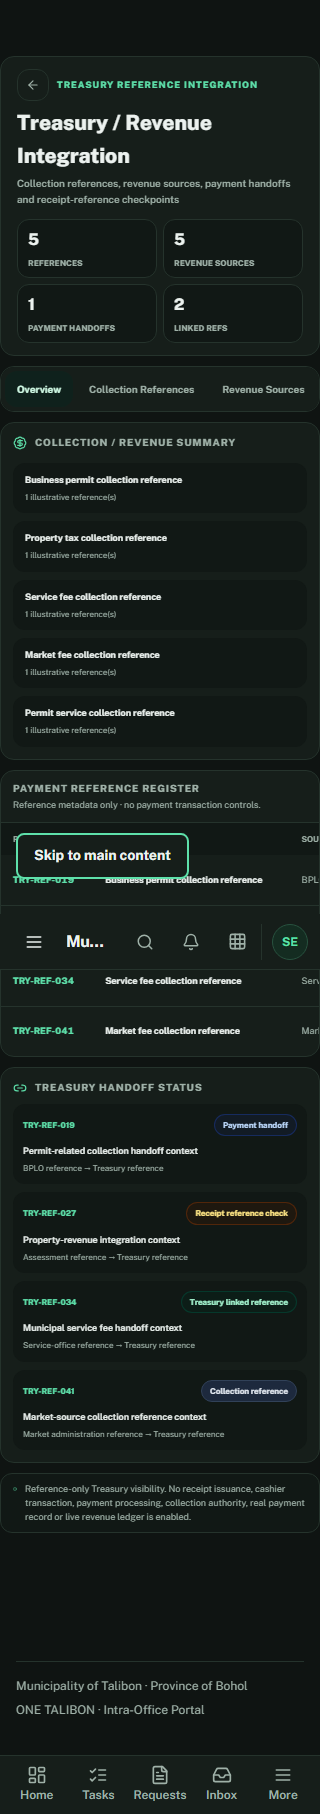 TREASURY REFERENCE INTEGRATION
Treasury / Revenue
Integration
Collection references, revenue sources, payment handoffs
and receipt-reference checkpoints
5
REFERENCES
5
REVENUE SOURCES
1
PAYMENT HANDOFFS
2
LINKED REFS
Overview
Collection References
Revenue Sources
COLLECTION / REVENUE SUMMARY
Business permit collection reference
1 illustrative reference(s)
Property tax collection reference
1 illustrative reference(s)
Service fee collection reference
1 illustrative reference(s)
Market fee collection reference
1 illustrative reference(s)
Permit service collection reference
1 illustrative reference(s)
PAYMENT REFERENCE REGISTER
Reference metadata only · no payment transaction controls.
SOU
Skip to main content
TRY-REF-019 Business permit collection reference BPL
Mu...
SE
TRY-REF-034 Service fee collection reference Serv
TRY-REF-041 Market fee collection reference Mar
TREASURY HANDOFF STATUS
TRY-REF-019
Payment handoff
Permit-related collection handoff context
BPLO reference → Treasury reference
TRY-REF-027
Receipt reference check
Property-revenue integration context
Assessment reference → Treasury reference
TRY-REF-034
Treasury linked reference
Municipal service fee handoff context
Service-office reference → Treasury reference
TRY-REF-041
Collection reference
Market-source collection reference context
Market administration reference → Treasury reference
Reference-only Treasury visibility. No receipt issuance, cashier
transaction, payment processing, collection authority, real payment
record or live revenue ledger is enabled.
Municipality of Talibon · Province of Bohol
ONE TALIBON · Intra-Office Portal
Home
Tasks
Requests
Inbox
More